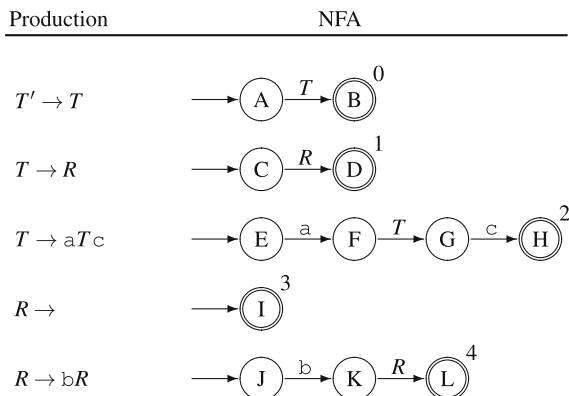 Production NFA
T′ → T A T B 0
T → R C R D 1
T → aTc E a F T G c H 2
R → I 3
R → bR J b K R L 4